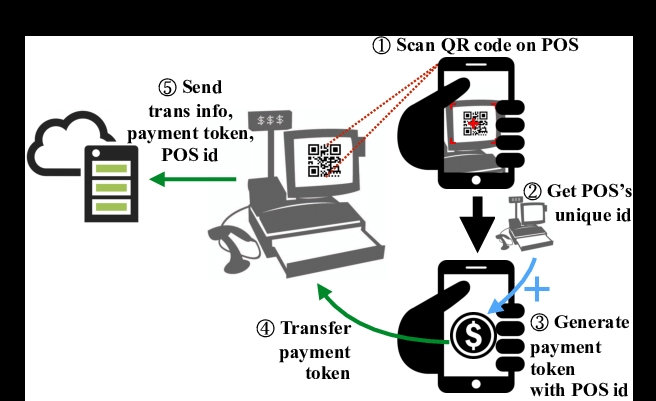 ① Scan QR code on POS
⑤ Send
trans info,
payment token,
POS id
$$$
② Get POS's
unique id
③ Generate
payment
token
with POS id
④ Transfer
payment
token
$